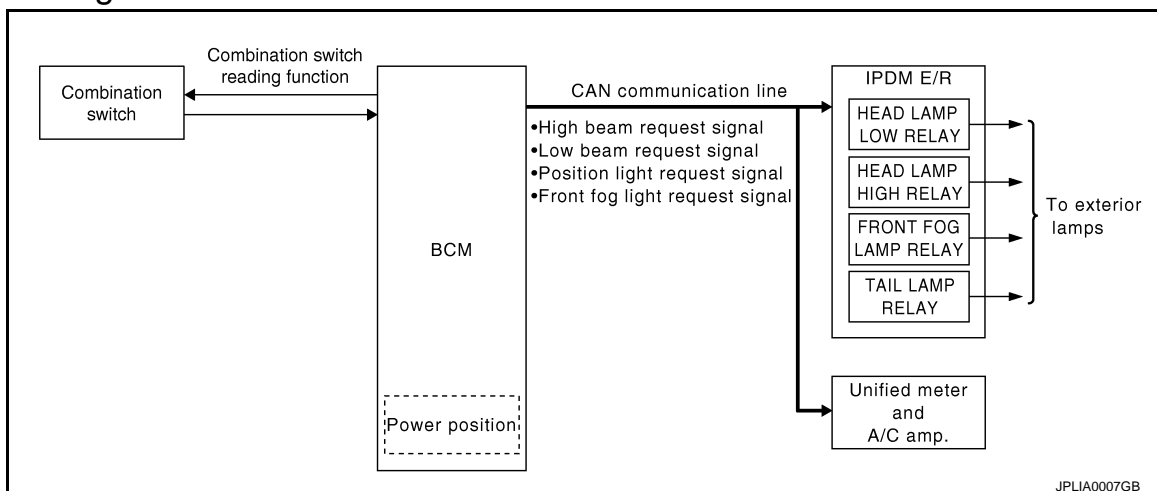 Combination
switch
Combination switch
reading function
BCM
Power position
CAN communication line
•High beam request signal
•Low beam request signal
•Position light request signal
•Front fog light request signal
IPDM E/R
HEAD LAMP
LOW RELAY
HEAD LAMP
HIGH RELAY
FRONT FOG
LAMP RELAY
TAIL LAMP
RELAY
To exterior
lamps
Unified meter
and
A/C amp.
JPLIA0007GB